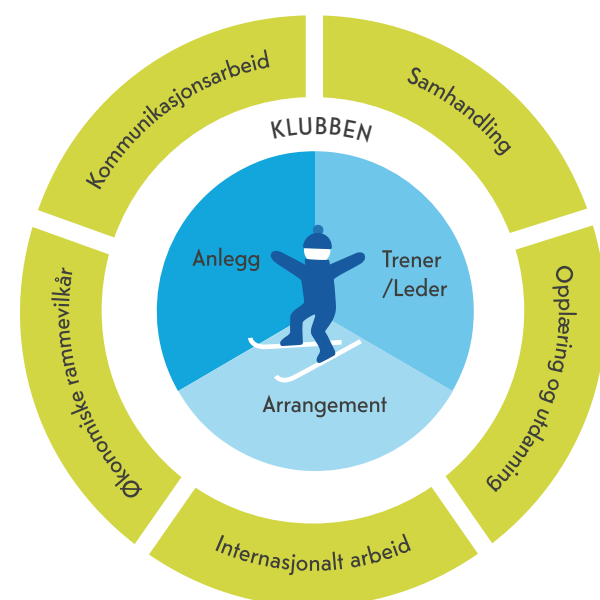 Kommunikasjonsarbeid
Samhandling
KLUBBEN
Anlegg
Trener
/Leder
Arrangement
Økonomiske rammevilkår
Opplæring og utdanning
Internasjonalt arbeid